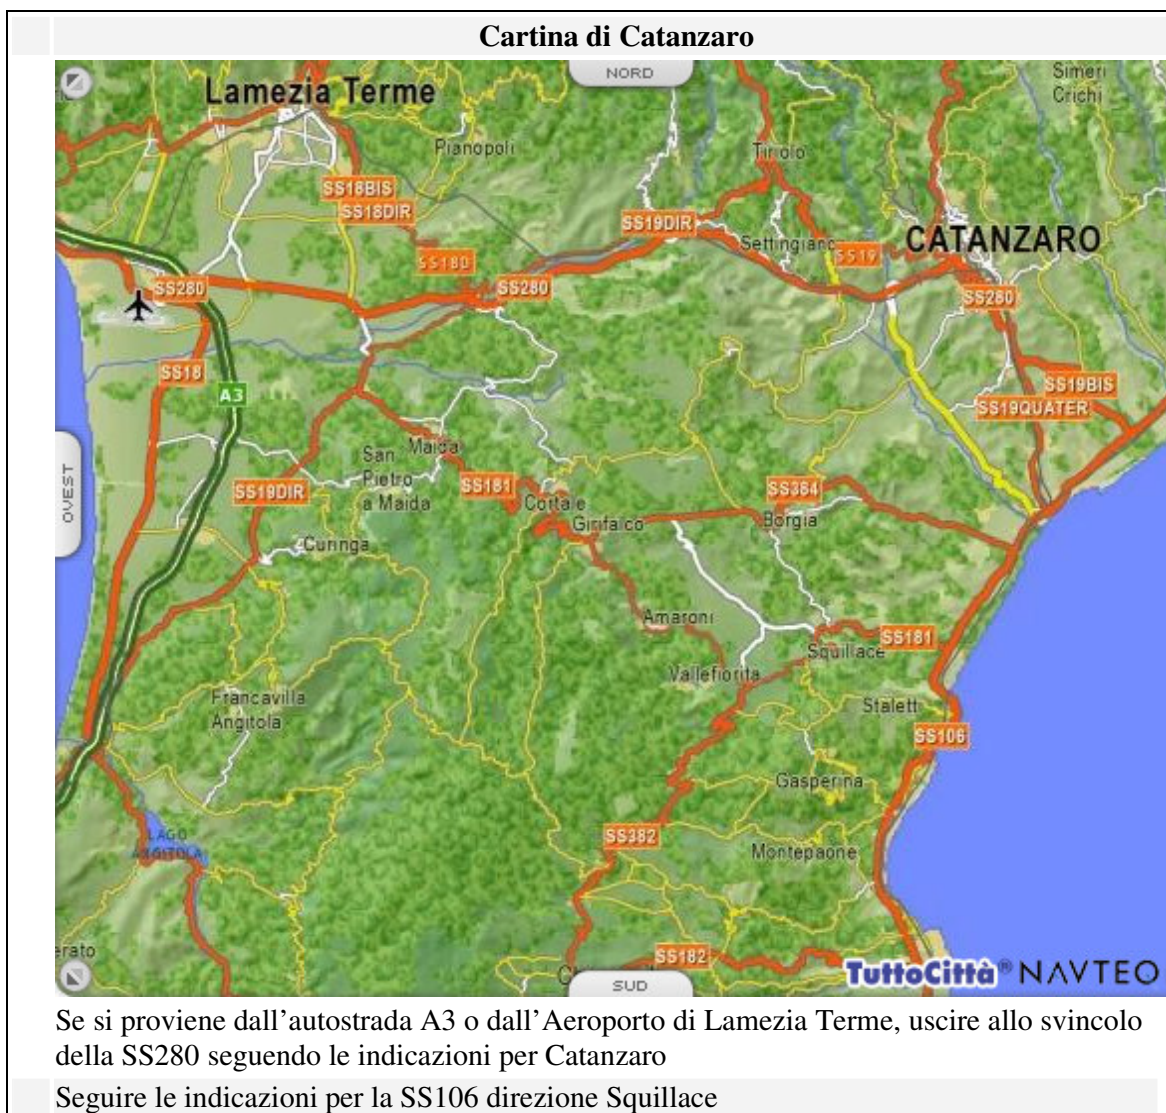 Cartina di Catanzaro
NORD
Lamezia Terme
Simeri
Crichi
Pianopoli
Tiriolo
SS18BIS
SS18DIR
SS19DIR
Settingiano
SS19
CATANZARO
SS18D
SS280
SS280
SS280
SS18
A3
SS19BIS
SS19QUATER
OVEST
San
Pietro
a Maida
Maida
SS19DIR
SS181
SS384
Cortale
Girifalco
Borgia
Curinga
Amaroni
SS181
Squillace
Vallefiorita
Francavilla
Angitola
Stalett
SS106
Gasperina
LAGO
ANGITOLA
SS382
Montepaone
erato
SS182
SUD
TuttoCittà® NAVTEQ
Se si proviene dall’autostrada A3 o dall’Aeroporto di Lamezia Terme, uscire allo svincolo
della SS280 seguendo le indicazioni per Catanzaro
Seguire le indicazioni per la SS106 direzione Squillace